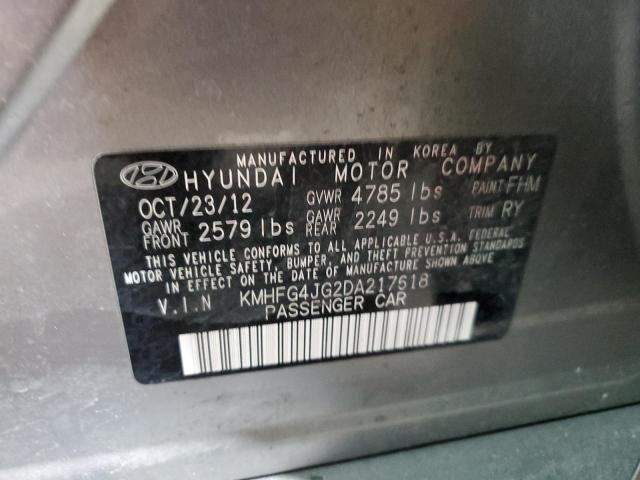 MANUFACTURED IN KOREA BY
HYUNDAI MOTOR COMPANY
OCT/23/12 GVWR 4785 lbs PAINT FHM
GAWR FRONT 2579 lbs GAWR REAR 2249 lbs TRIM RY
THIS VEHICLE CONFORMS TO ALL APPLICABLE U.S.A. FEDERAL
MOTOR VEHICLE SAFETY, BUMPER, AND THEFT PREVENTION STANDARDS
IN EFFECT ON THE DATE OF MANUFACTURE SHOWN ABOVE.
V.I.N KMHFG4JG2DA217618
PASSENGER CAR